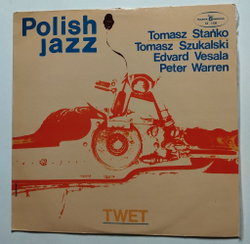 Polish
jazz
Tomasz Stańko
Tomasz Szukalski
Edvard Vesala
Peter Warren
TWET